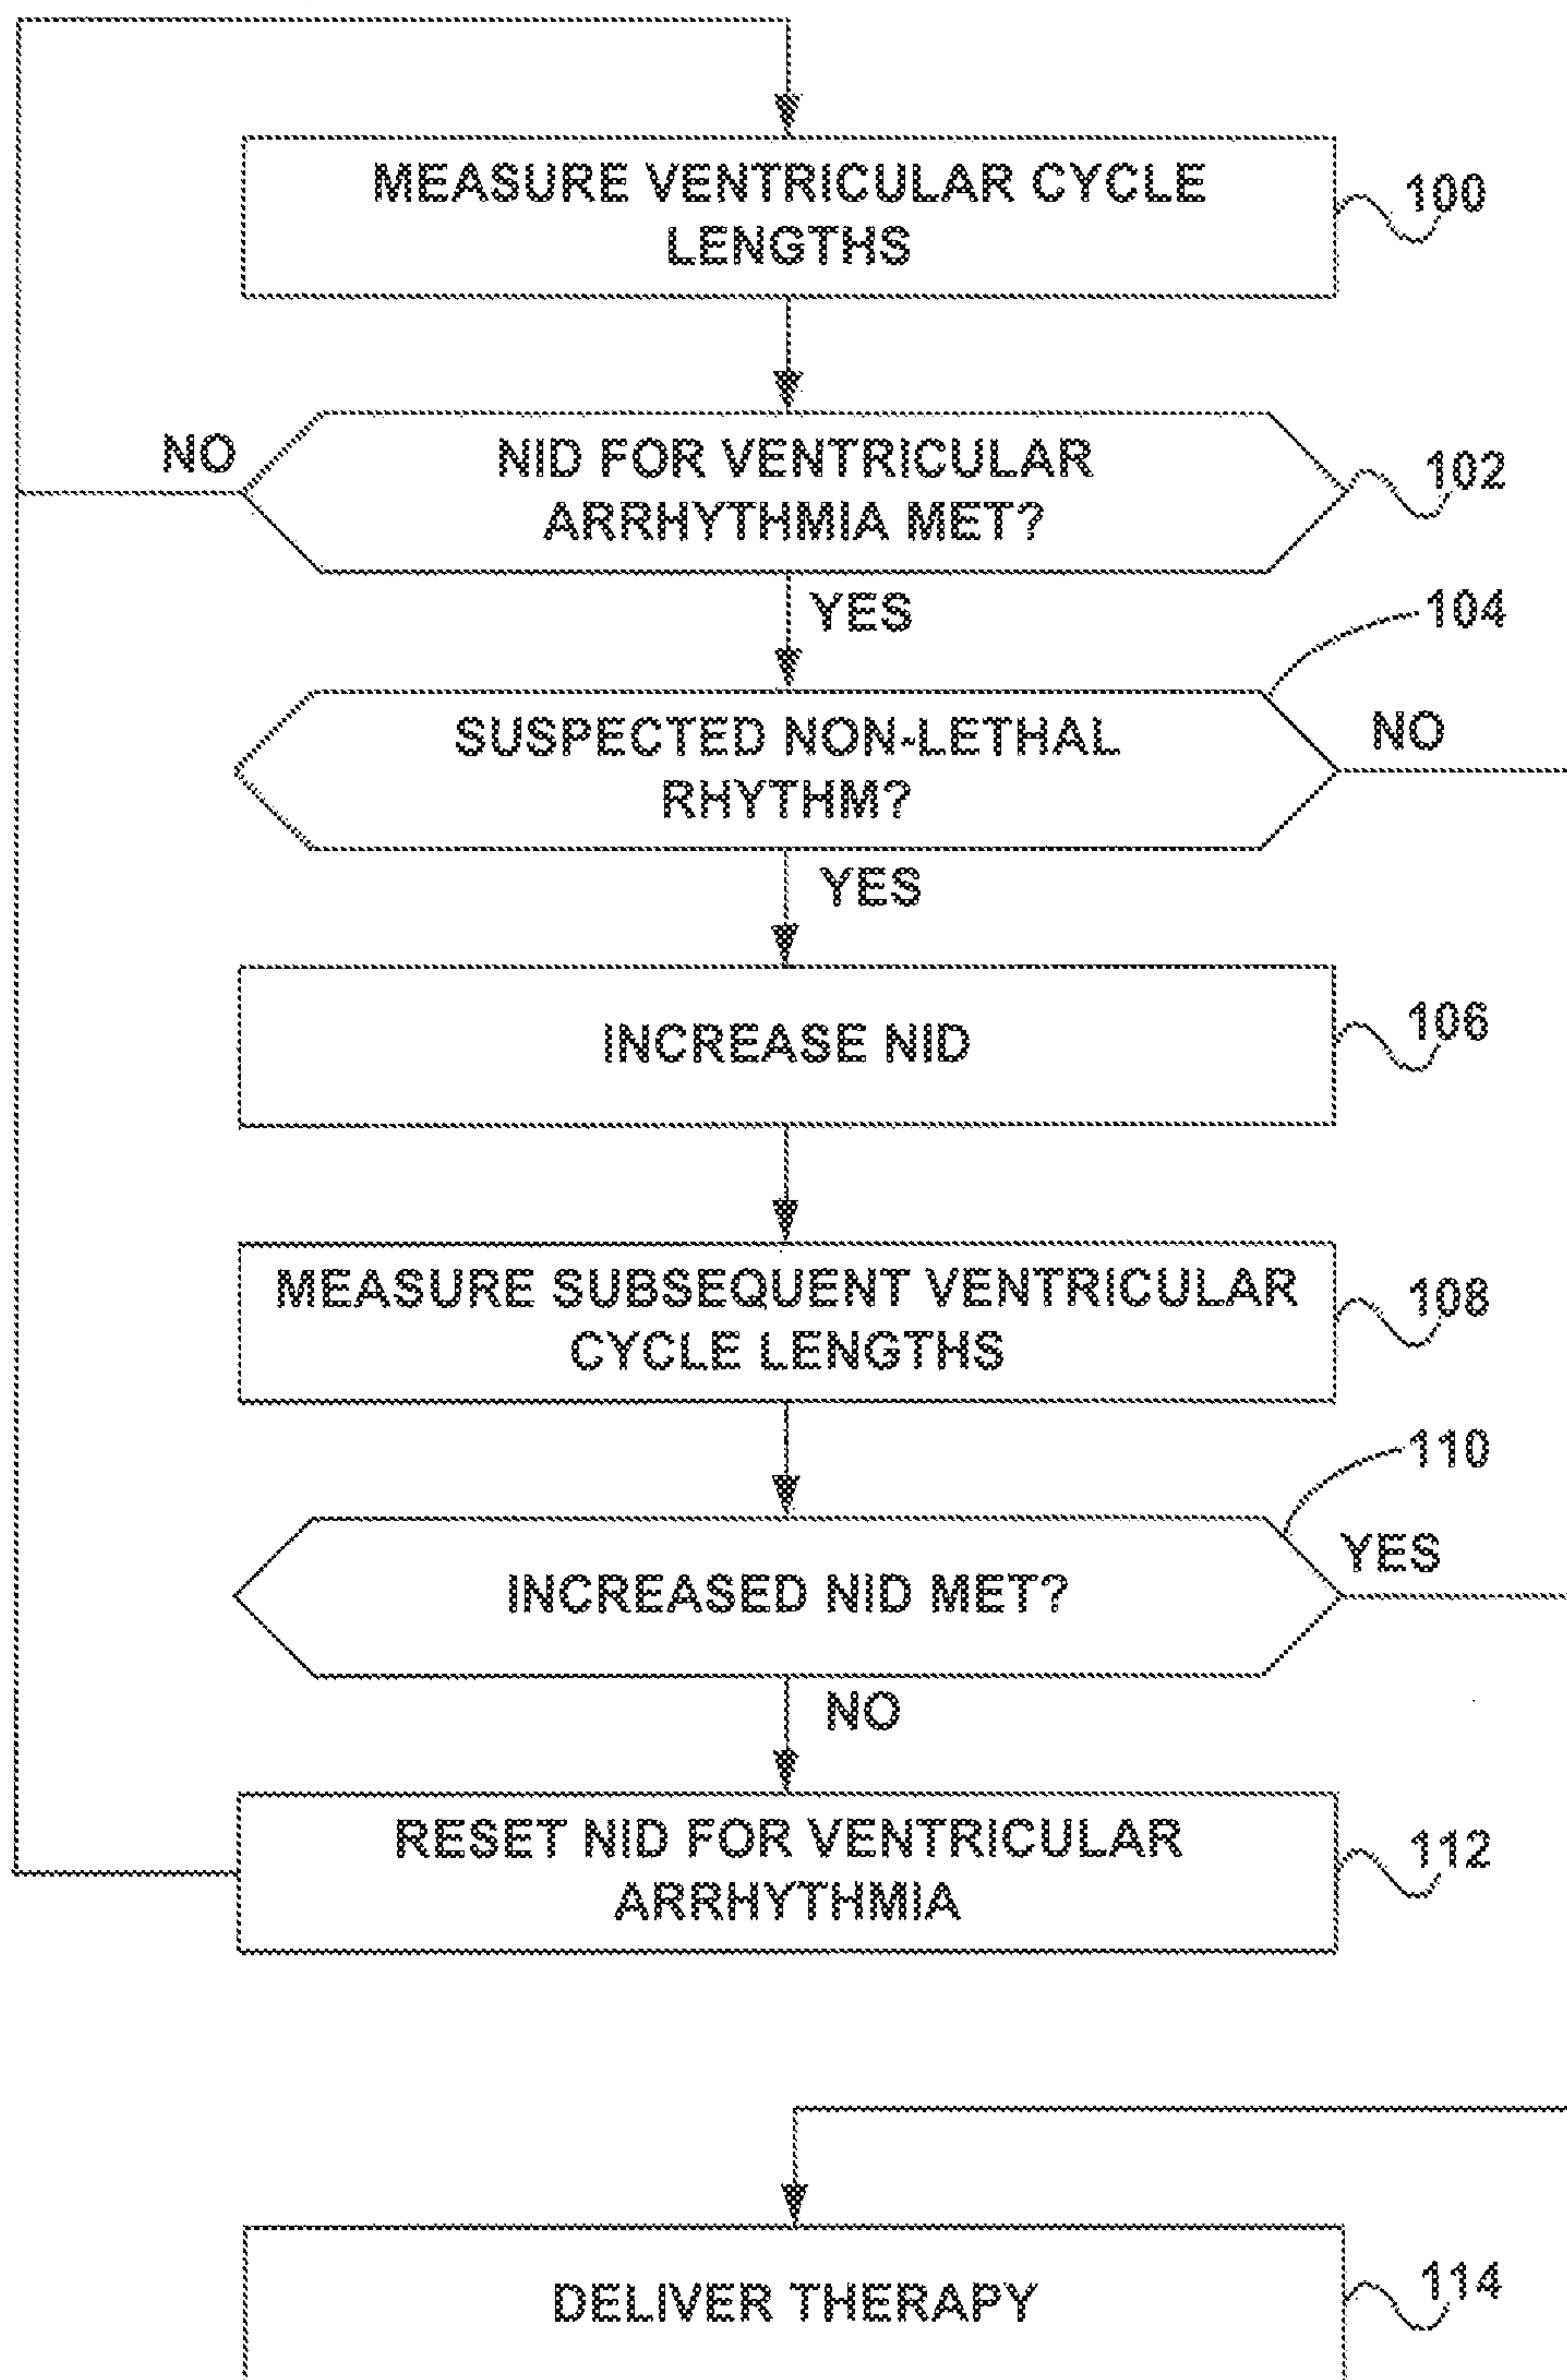 MEASURE VENTRICULAR CYCLE
LENGTHS
100
NO
NID FOR VENTRICULAR
ARRHYTHMIA MET?
102
YES
104
SUSPECTED NON-LETHAL
RHYTHM?
NO
YES
INCREASE NID
106
MEASURE SUBSEQUENT VENTRICULAR
CYCLE LENGTHS
108
110
INCREASED NID MET?
YES
NO
RESET NID FOR VENTRICULAR
ARRHYTHMIA
112
DELIVER THERAPY
114